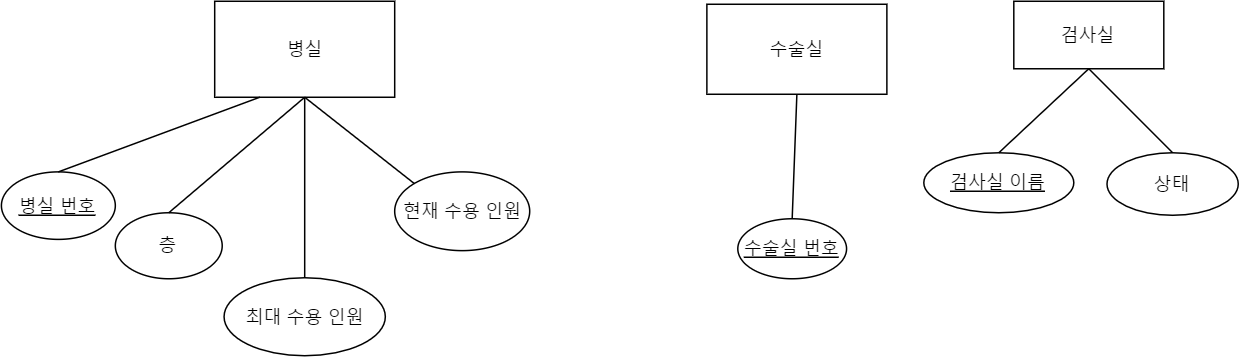 병실
수술실
검사실
병실 번호
층
최대 수용 인원
현재 수용 인원
수술실 번호
검사실 이름
상태